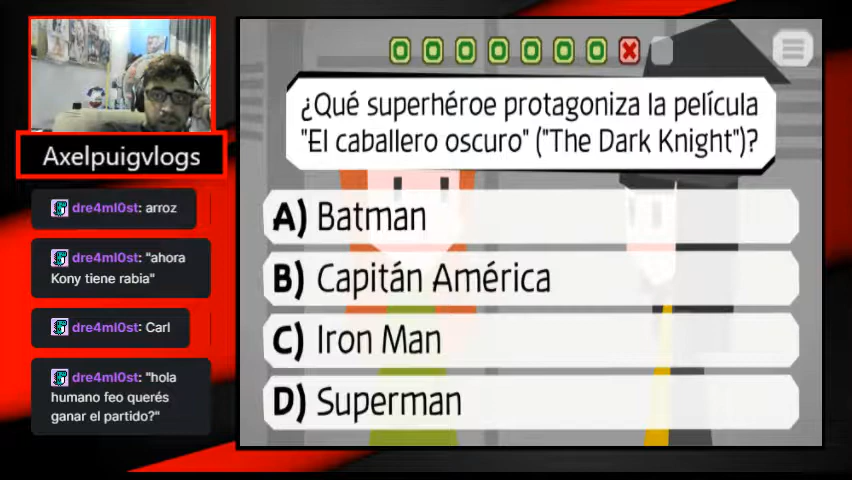 Axelpuigvlogs
dre4ml0st: arroz
dre4ml0st: "ahora
Kony tiene rabia"
dre4ml0st: Carl
dre4ml0st: "hola
humano feo querés
ganar el partido?"
¿Qué superhéroe protagoniza la película
"El caballero oscuro" ("The Dark Knight")?
A) Batman
B) Capitán América
C) Iron Man
D) Superman